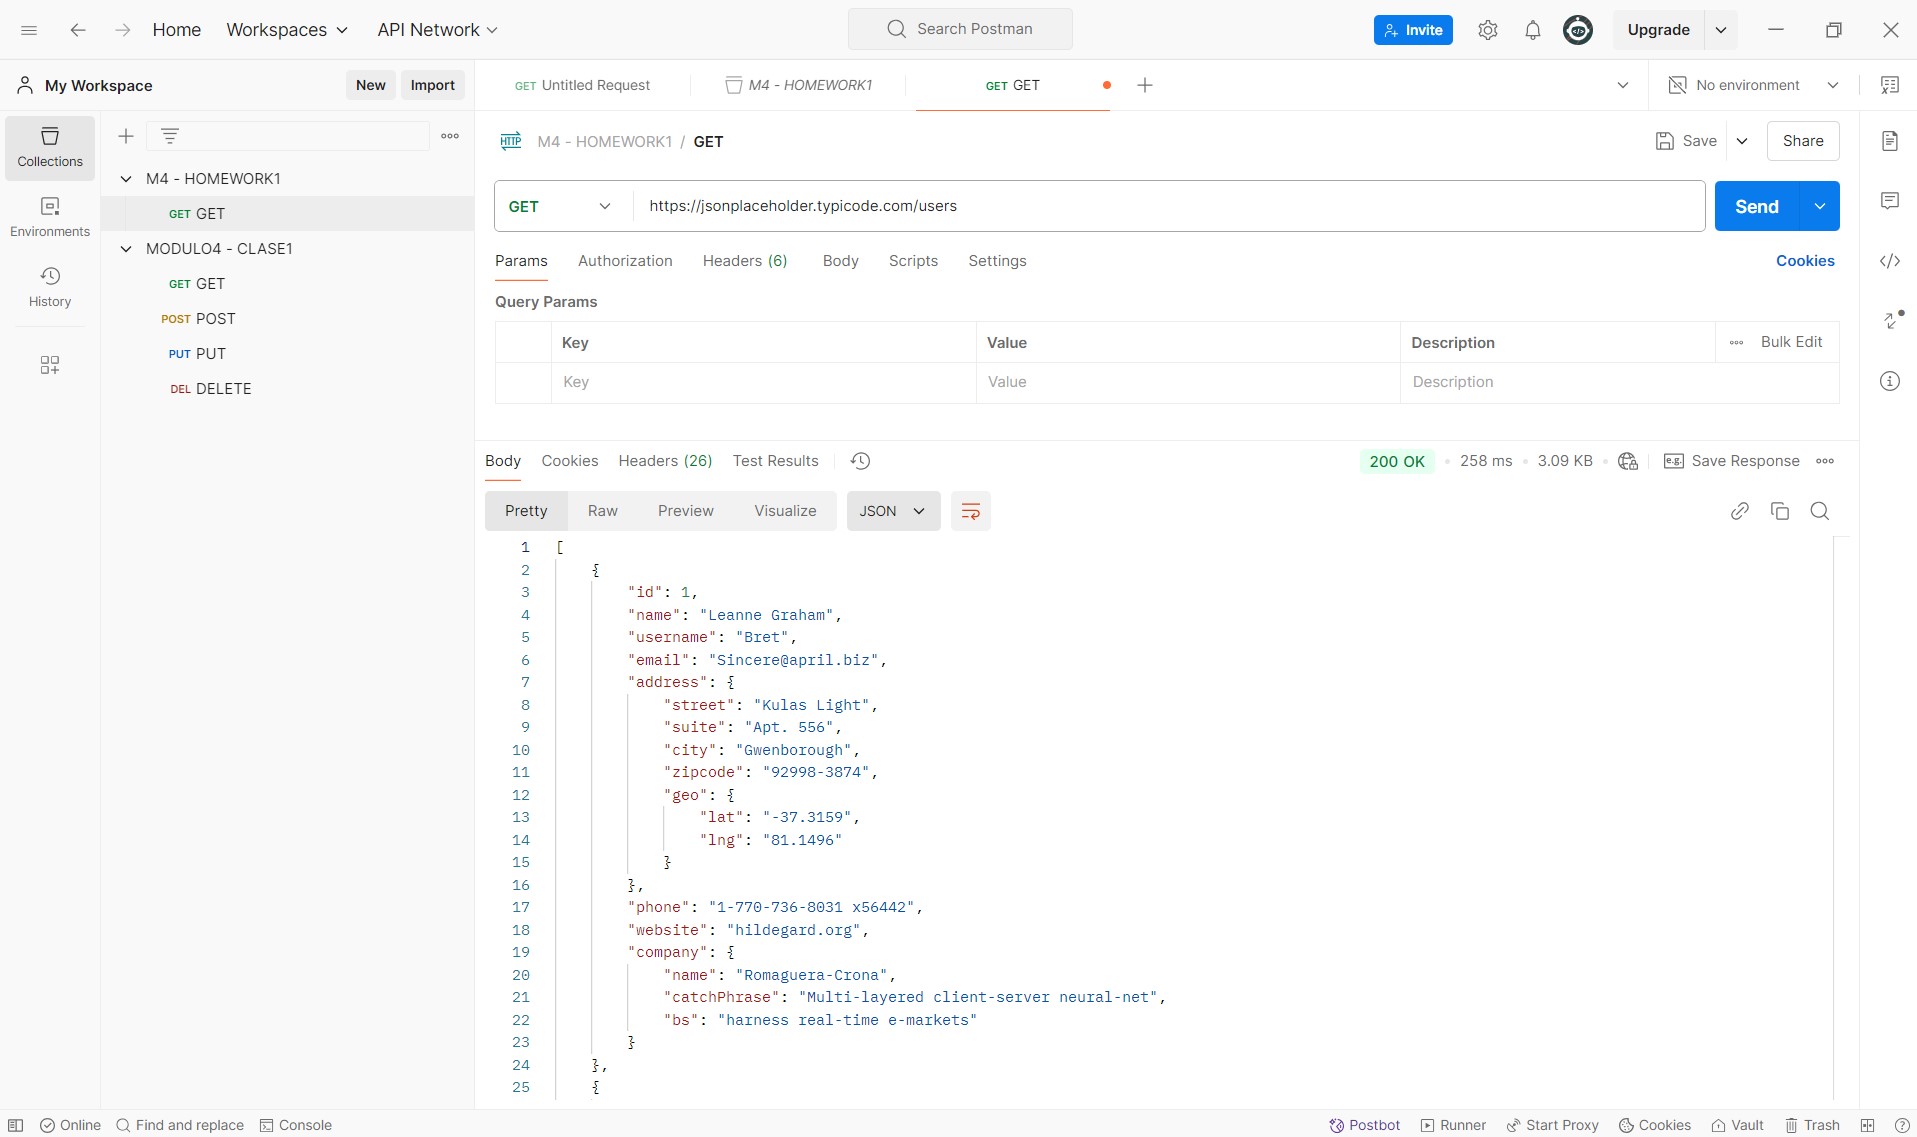 Home Workspaces API Network Search Postman Invite Upgrade
My Workspace New Import GET Untitled Request M4 - HOMEWORK1 GET GET No environment
Collections
Environments
History
M4 - HOMEWORK1
GET GET
MODULO4 - CLASE1
GET GET
POST POST
PUT PUT
DEL DELETE
HTTP M4 - HOMEWORK1 / GET Save Share
GET https://jsonplaceholder.typicode.com/users Send
Params Authorization Headers (6) Body Scripts Settings Cookies
Query Params
Key Value Description Bulk Edit
Key Value Description
Body Cookies Headers (26) Test Results 200 OK 258 ms 3.09 KB e.g. Save Response
Pretty Raw Preview Visualize JSON
1 [
2 {
3 "id": 1,
4 "name": "Leanne Graham",
5 "username": "Bret",
6 "email": "Sincere@april.biz",
7 "address": {
8 "street": "Kulas Light",
9 "suite": "Apt. 556",
10 "city": "Gwenborough",
11 "zipcode": "92998-3874",
12 "geo": {
13 "lat": "-37.3159",
14 "lng": "81.1496"
15 }
16 },
17 "phone": "1-770-736-8031 x56442",
18 "website": "hildegard.org",
19 "company": {
20 "name": "Romaguera-Crona",
21 "catchPhrase": "Multi-layered client-server neural-net",
22 "bs": "harness real-time e-markets"
23 }
24 },
25 {
Online Find and replace Console Postbot Runner Start Proxy Cookies Vault Trash